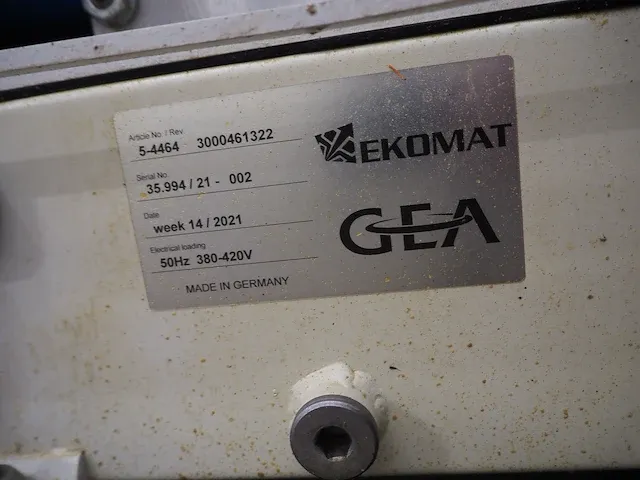 Article No. / Rev.
5-4464 3000461322
Serial No.
35.994 / 21 - 002
Date
week 14 / 2021
Electrical loading
50Hz 380-420V
MADE IN GERMANY
EKOMAT
GEA